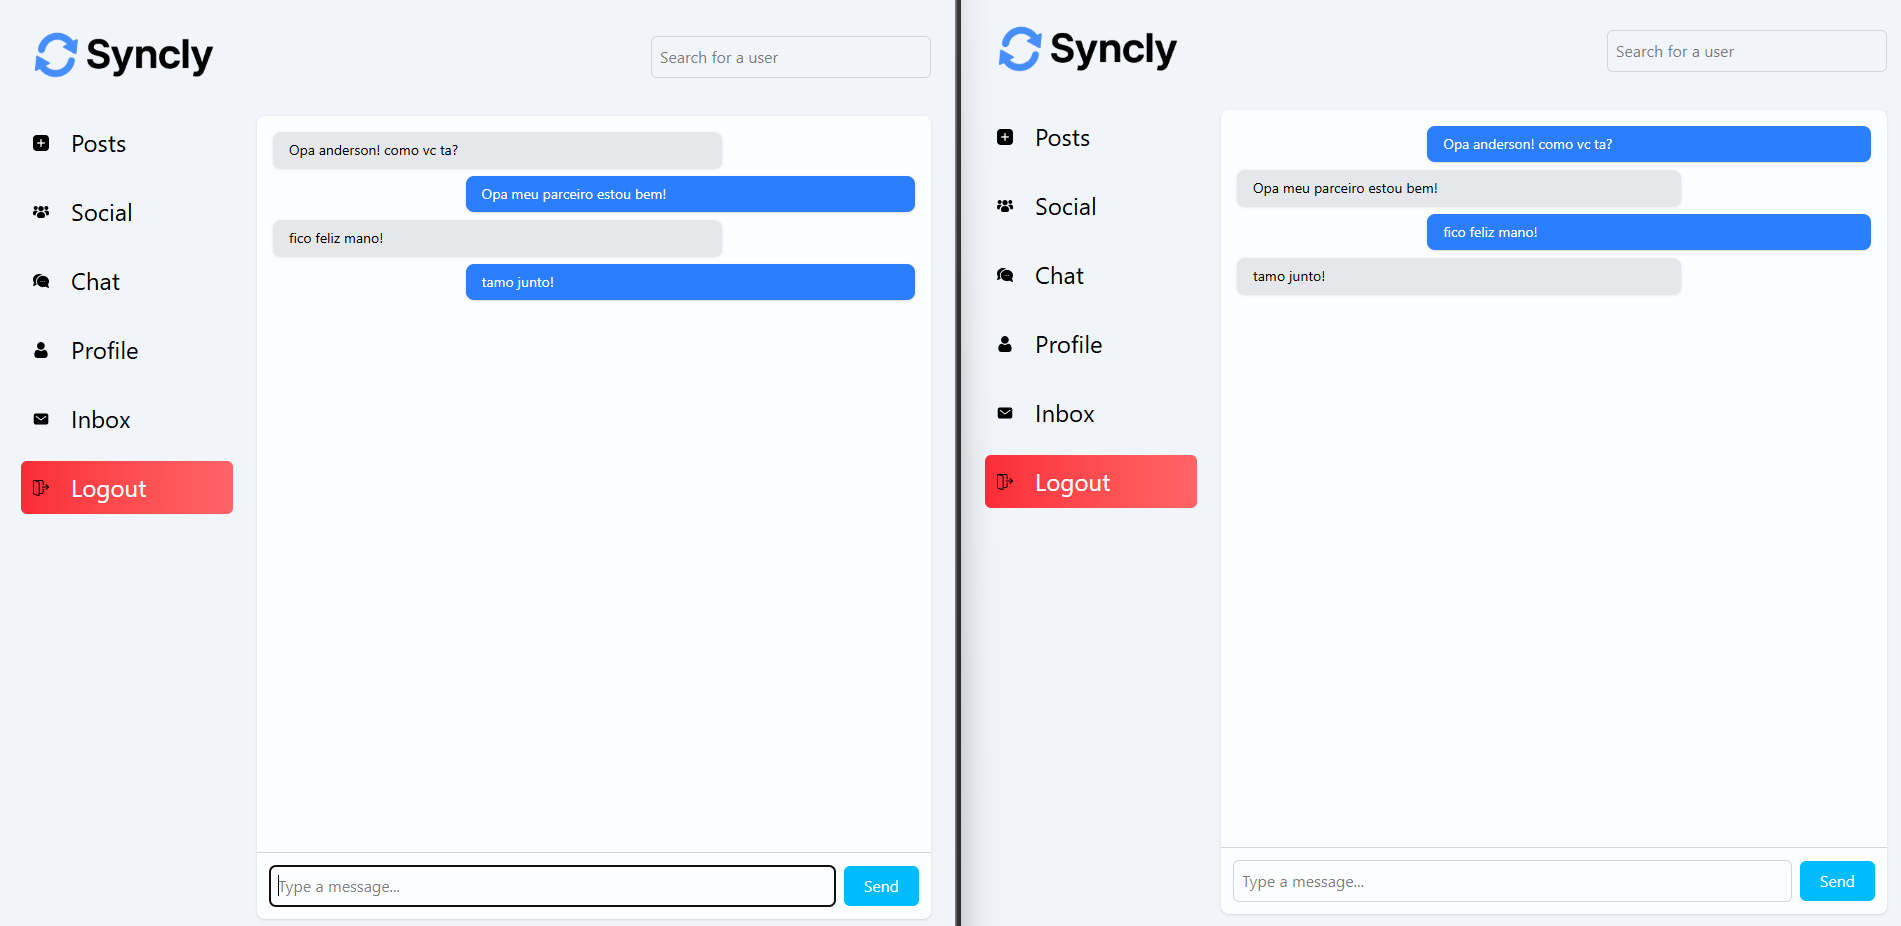 Syncly
Search for a user
Posts
Social
Chat
Profile
Inbox
Logout
Opa anderson! como vc ta?
Opa meu parceiro estou bem!
fico feliz mano!
tamo junto!
Type a message...
Send
Syncly
Search for a user
Posts
Social
Chat
Profile
Inbox
Logout
Opa anderson! como vc ta?
Opa meu parceiro estou bem!
fico feliz mano!
tamo junto!
Type a message...
Send